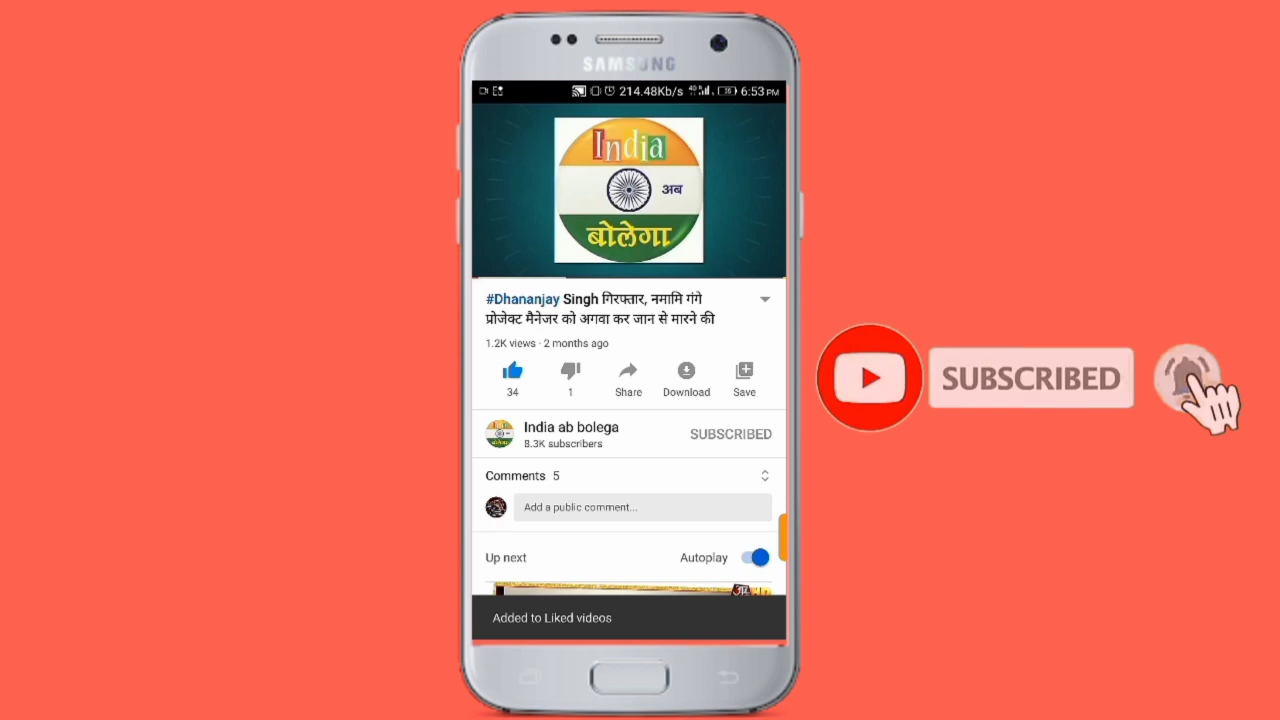 SAMSUNG
214.48Kb/s 6:53 PM
India
अब
बोलेगा
#Dhananjay Singh गिरफ्तार, नमामि गंगे
प्रोजेक्ट मैनेजर को अगवा कर जान से मारने की
1.2K views · 2 months ago
34 1 Share Download Save
India ab bolega
8.3K subscribers
SUBSCRIBED
SUBSCRIBED
Comments 5
Add a public comment...
Up next Autoplay
Added to Liked videos